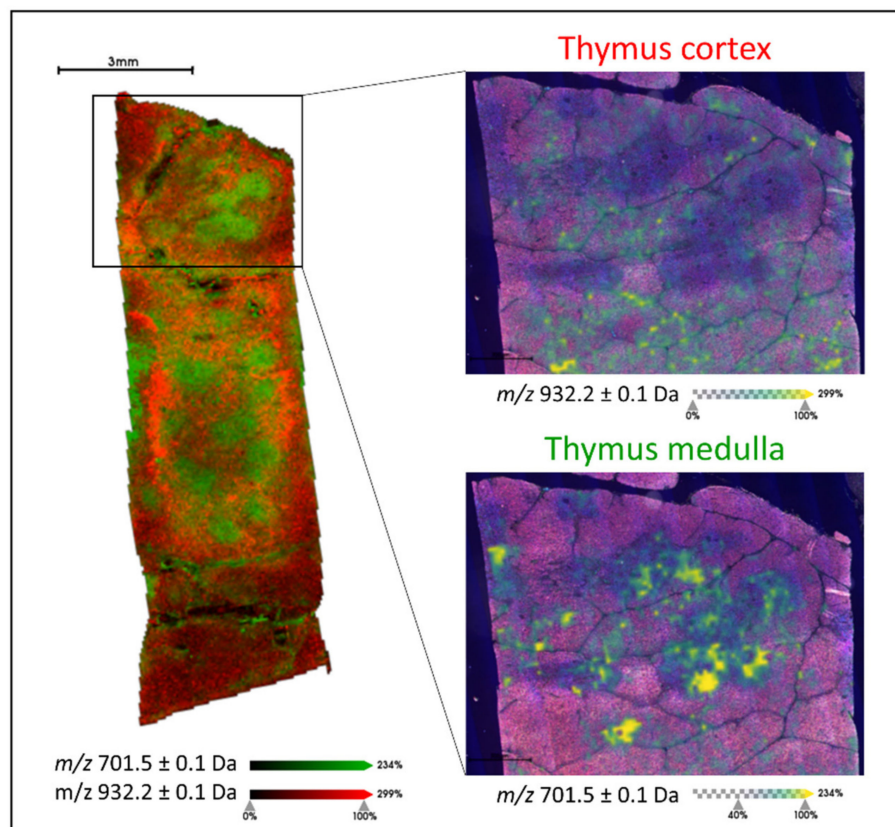 3mm
Thymus cortex
m/z 932.2 ± 0.1 Da
299%
0%
100%
Thymus medulla
m/z 701.5 ± 0.1 Da
234%
m/z 932.2 ± 0.1 Da
299%
0%
100%
m/z 701.5 ± 0.1 Da
234%
40%
100%